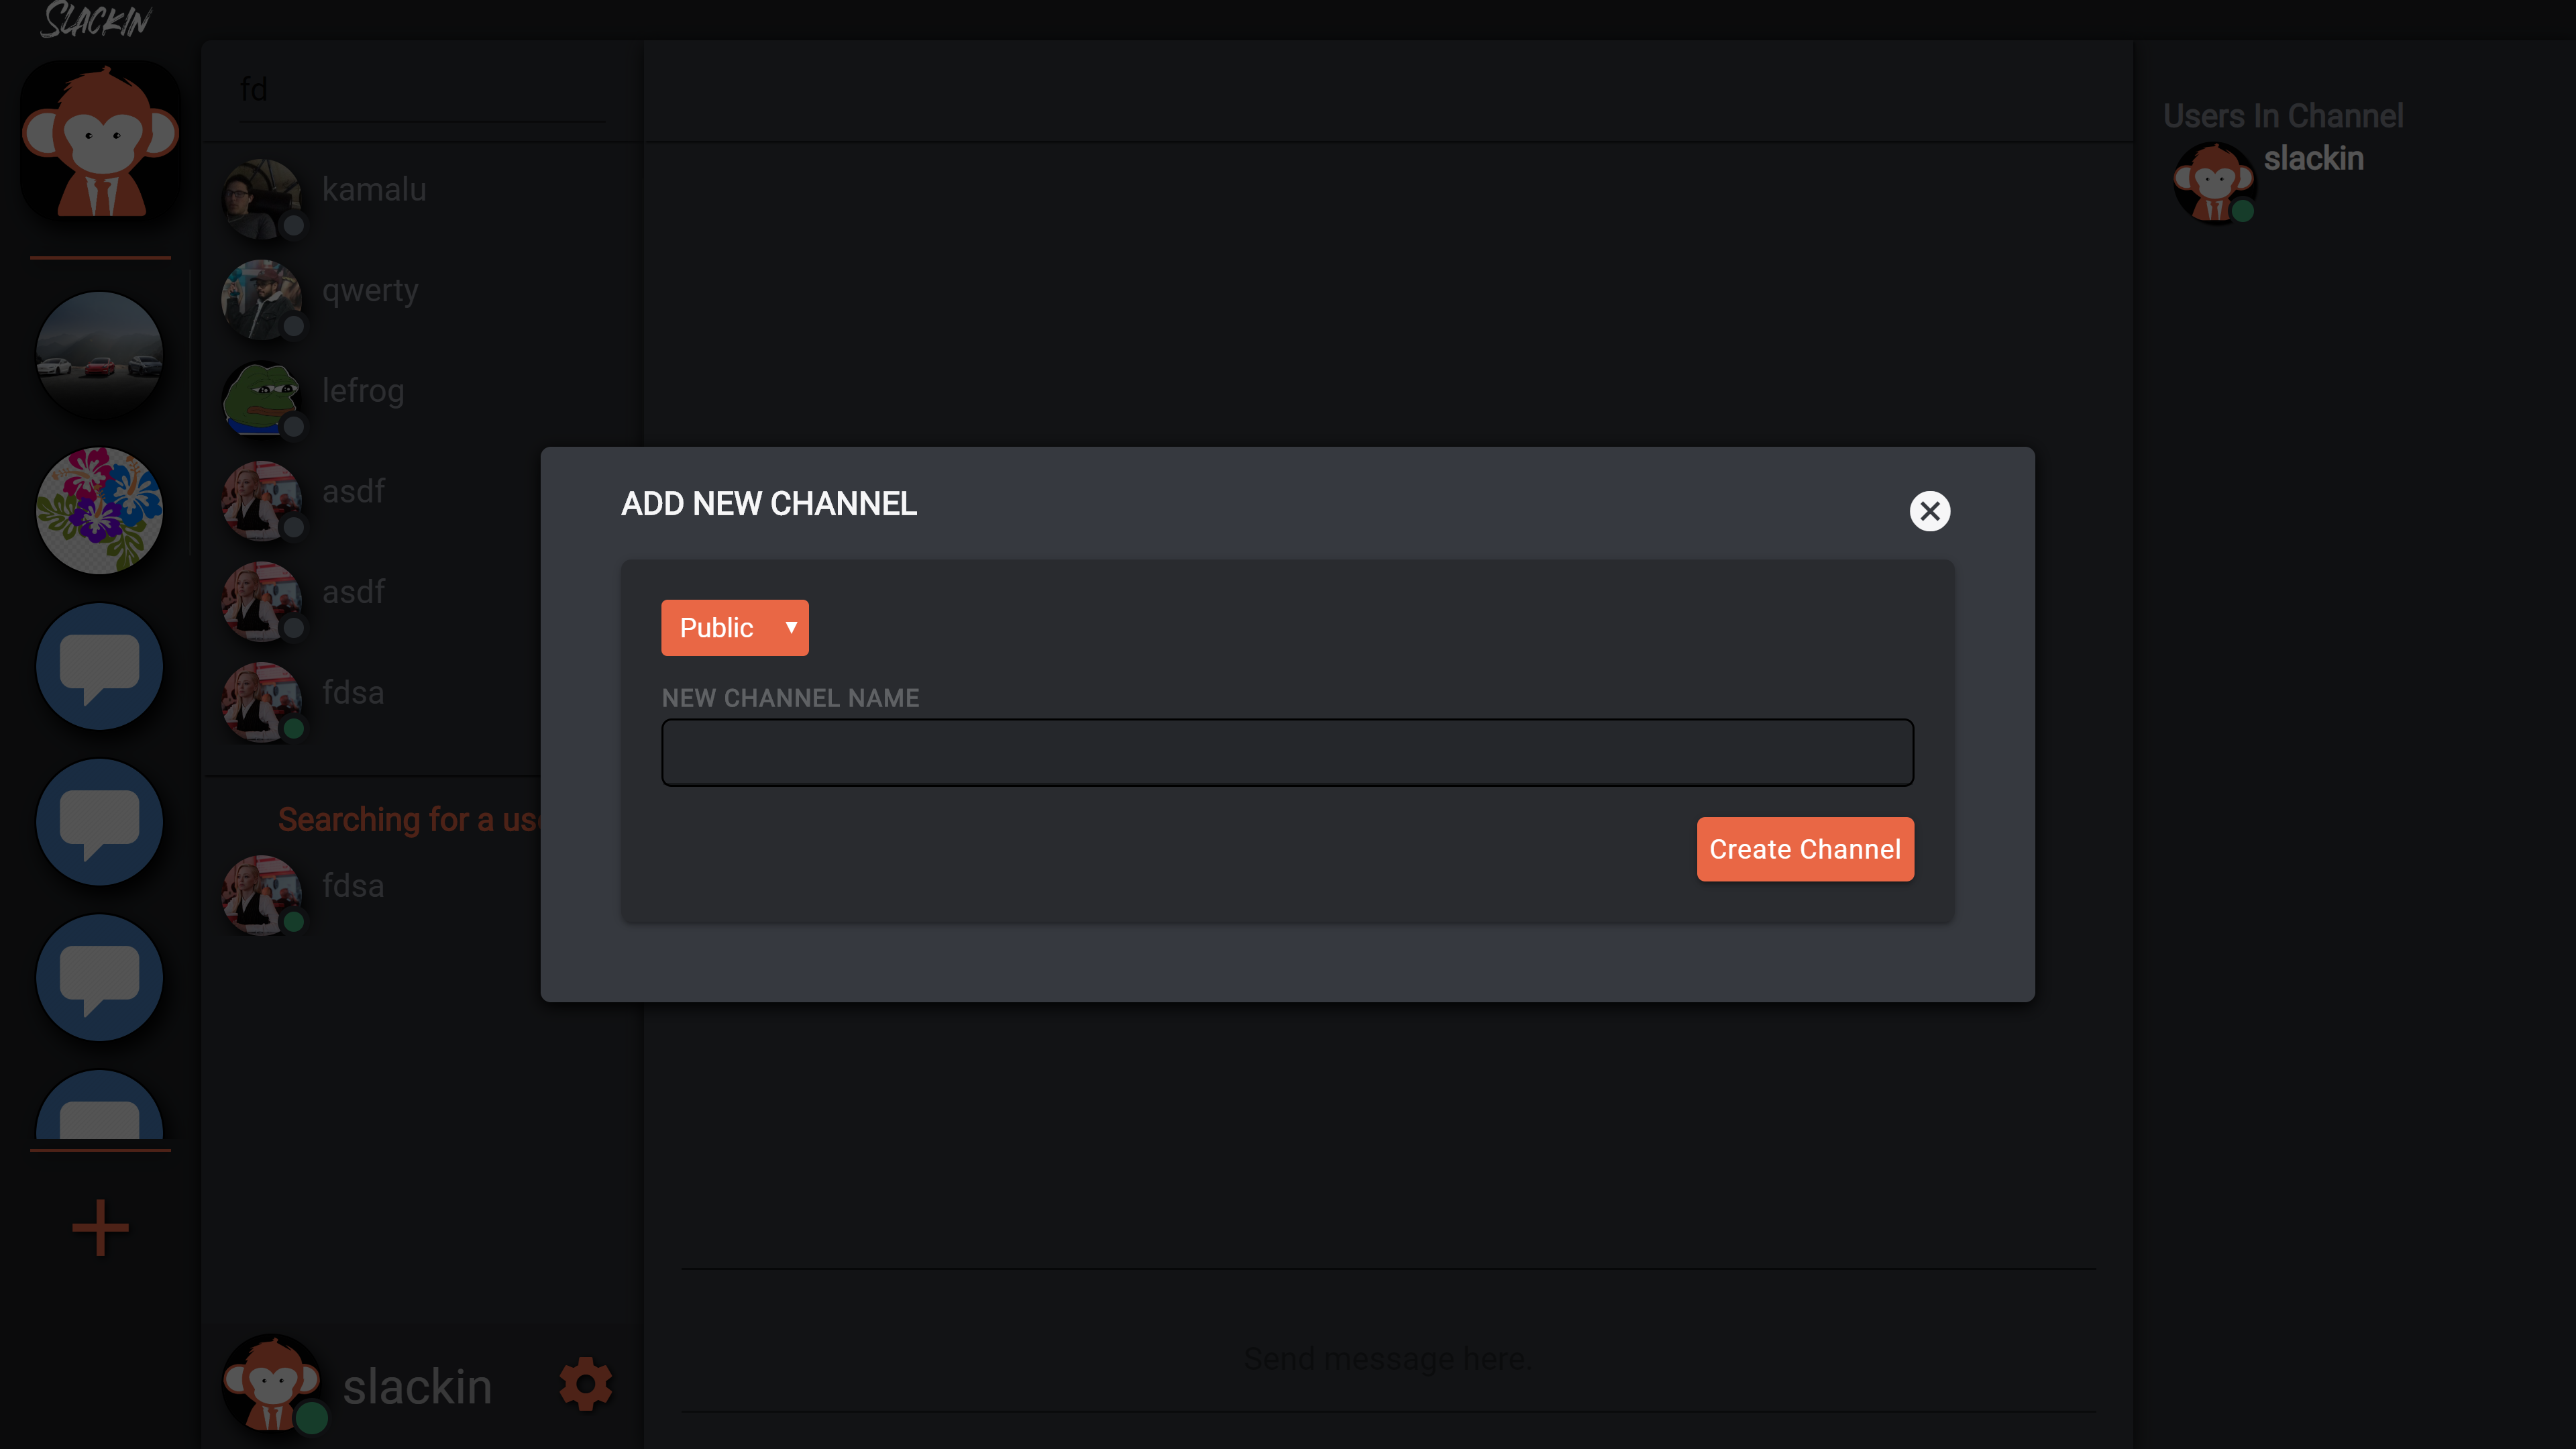 SLACKIN
fd
kamalu
qwerty
lefrog
asdf
asdf
fdsa
Searching for a us
fdsa
slackin
ADD NEW CHANNEL
Public
NEW CHANNEL NAME
Create Channel
Send message here.
Users In Channel
slackin